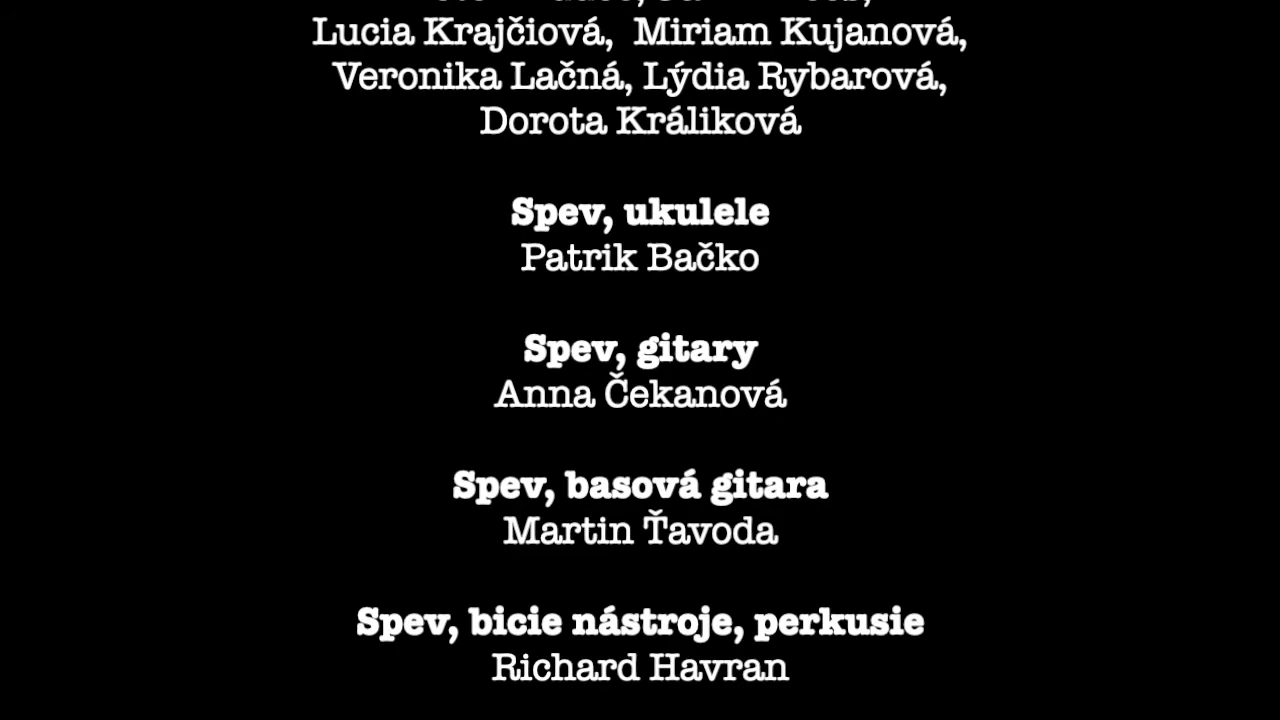 Lucia Krajčiová, Miriam Kujanová,
Veronika Lačná, Lýdia Rybarová,
Dorota Králiková
Spev, ukulele
Patrik Bačko
Spev, gitary
Anna Čekanová
Spev, basová gitara
Martin Ťavoda
Spev, bicie nástroje, perkusie
Richard Havran